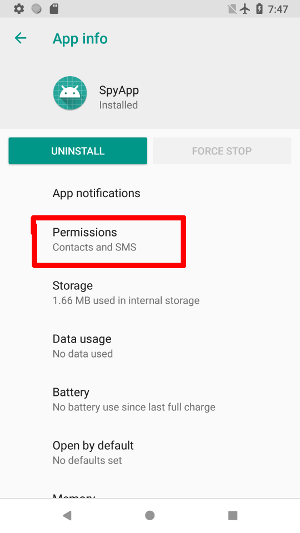 7:47
App info
SpyApp
Installed
UNINSTALL
FORCE STOP
App notifications
Permissions
Contacts and SMS
Storage
1.66 MB used in internal storage
Data usage
No data used
Battery
No battery use since last full charge
Open by default
No defaults set
Memory